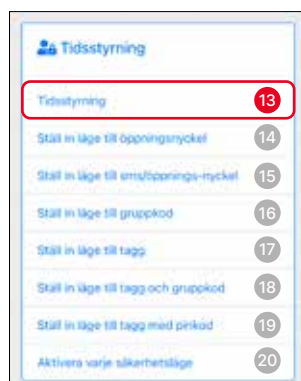 Tidsstyrning
Tidsstyrning 13
Ställ in läge till öppningsnyckel 14
Ställ in läge till sms/öppnings-nyckel 15
Ställ in läge till gruppkod 16
Ställ in läge till tagg 17
Ställ in läge till tagg och gruppkod 18
Ställ in läge till tagg med pinkod 19
Aktivera varje säkerhetsläge 20